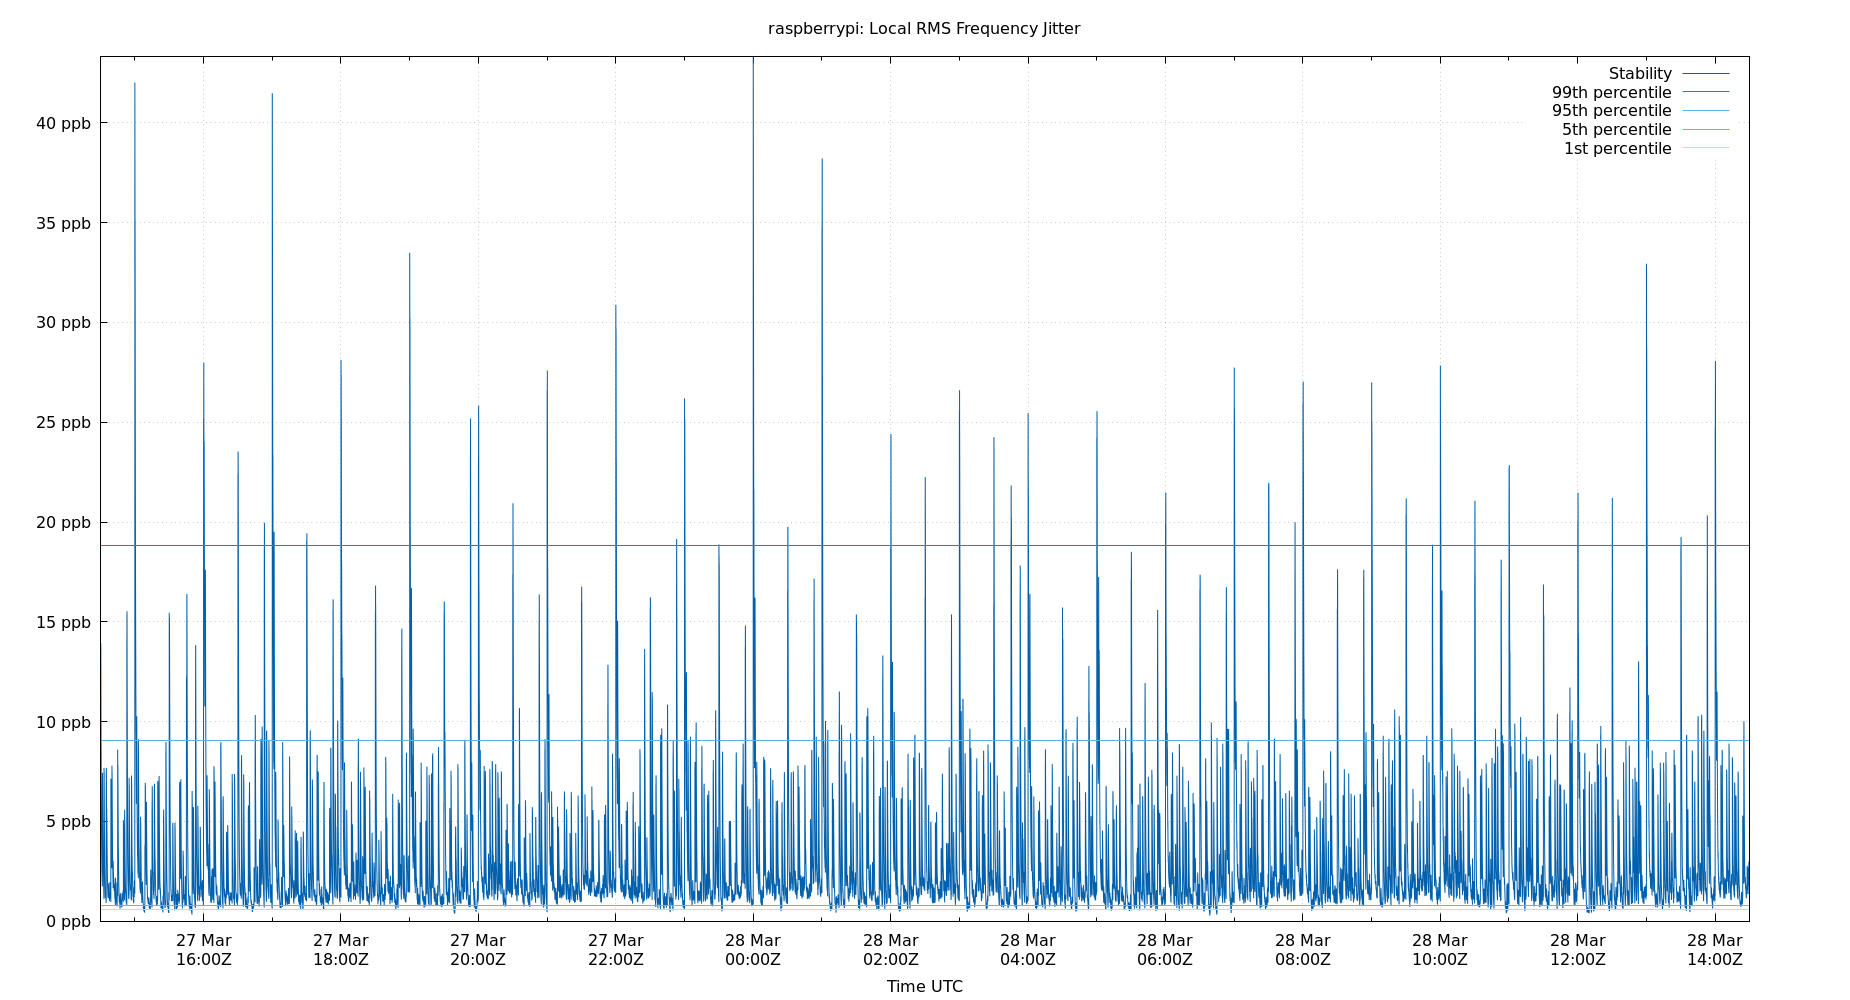 raspberrypi: Local RMS Frequency Jitter
Stability
99th percentile
95th percentile
5th percentile
1st percentile
40 ppb
35 ppb
30 ppb
25 ppb
20 ppb
15 ppb
10 ppb
5 ppb
0 ppb
27 Mar 27 Mar 27 Mar 27 Mar 28 Mar 28 Mar 28 Mar 28 Mar 28 Mar 28 Mar 28 Mar 28 Mar
16:00Z 18:00Z 20:00Z 22:00Z 00:00Z 02:00Z 04:00Z 06:00Z 08:00Z 10:00Z 12:00Z 14:00Z
Time UTC